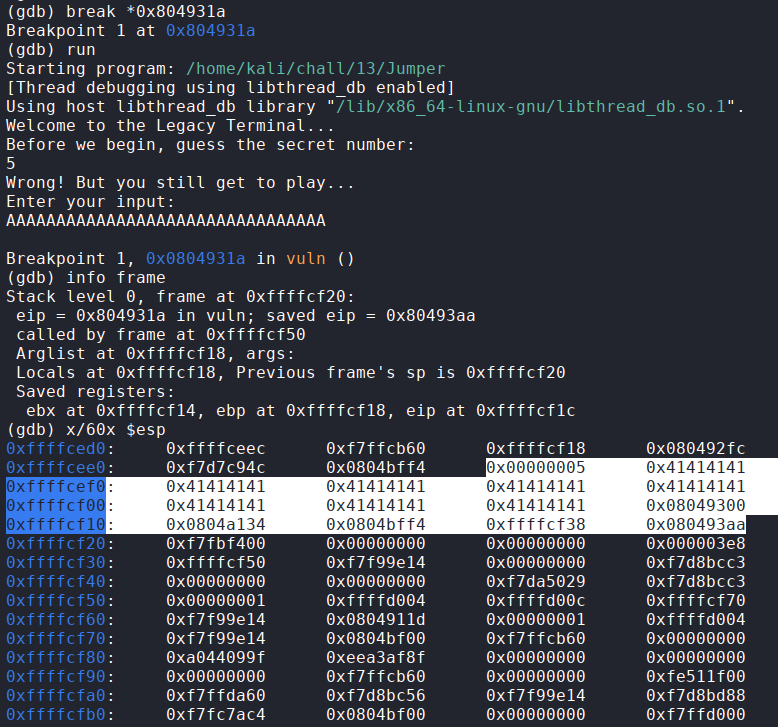 (gdb) break *0x804931a
Breakpoint 1 at 0x804931a
(gdb) run
Starting program: /home/kali/chall/13/Jumper
[Thread debugging using libthread_db enabled]
Using host libthread_db library "/lib/x86_64-linux-gnu/libthread_db.so.1".
Welcome to the Legacy Terminal...
Before we begin, guess the secret number:
5
Wrong! But you still get to play...
Enter your input:
AAAAAAAAAAAAAAAAAAAAAAAAAAAAAAAA
Breakpoint 1, 0x0804931a in vuln ()
(gdb) info frame
Stack level 0, frame at 0xffffcf20:
eip = 0x804931a in vuln; saved eip = 0x80493aa
called by frame at 0xffffcf50
Arglist at 0xffffcf18, args:
Locals at 0xffffcf18, Previous frame's sp is 0xffffcf20
Saved registers:
ebx at 0xffffcf14, ebp at 0xffffcf18, eip at 0xffffcf1c
(gdb) x/60x $esp
0xffffced0: 0xffffceec 0xf7ffcb60 0xffffcf18 0x080492fc
0xffffcee0: 0xf7d7c94c 0x0804bff4 0x00000005 0x41414141
0xffffcef0: 0x41414141 0x41414141 0x41414141 0x41414141
0xffffcf00: 0x41414141 0x41414141 0x41414141 0x08049300
0xffffcf10: 0x0804a134 0x0804bff4 0xffffcf38 0x080493aa
0xffffcf20: 0xf7fbf400 0x00000000 0x00000000 0x000003e8
0xffffcf30: 0xffffcf50 0xf7f99e14 0x00000000 0xf7d8bcc3
0xffffcf40: 0x00000000 0x00000000 0xf7da5029 0xf7d8bcc3
0xffffcf50: 0x00000001 0xffffd004 0xffffd00c 0xffffcf70
0xffffcf60: 0xf7f99e14 0x0804911d 0x00000001 0xffffd004
0xffffcf70: 0xf7f99e14 0x0804bf00 0xf7ffcb60 0x00000000
0xffffcf80: 0xa044099f 0xeea3af8f 0x00000000 0x00000000
0xffffcf90: 0x00000000 0xf7ffcb60 0x00000000 0xfe511f00
0xffffcfa0: 0xf7ffda60 0xf7d8bc56 0xf7f99e14 0xf7d8bd88
0xffffcfb0: 0xf7fc7ac4 0x0804bf00 0x00000000 0xf7ffd000